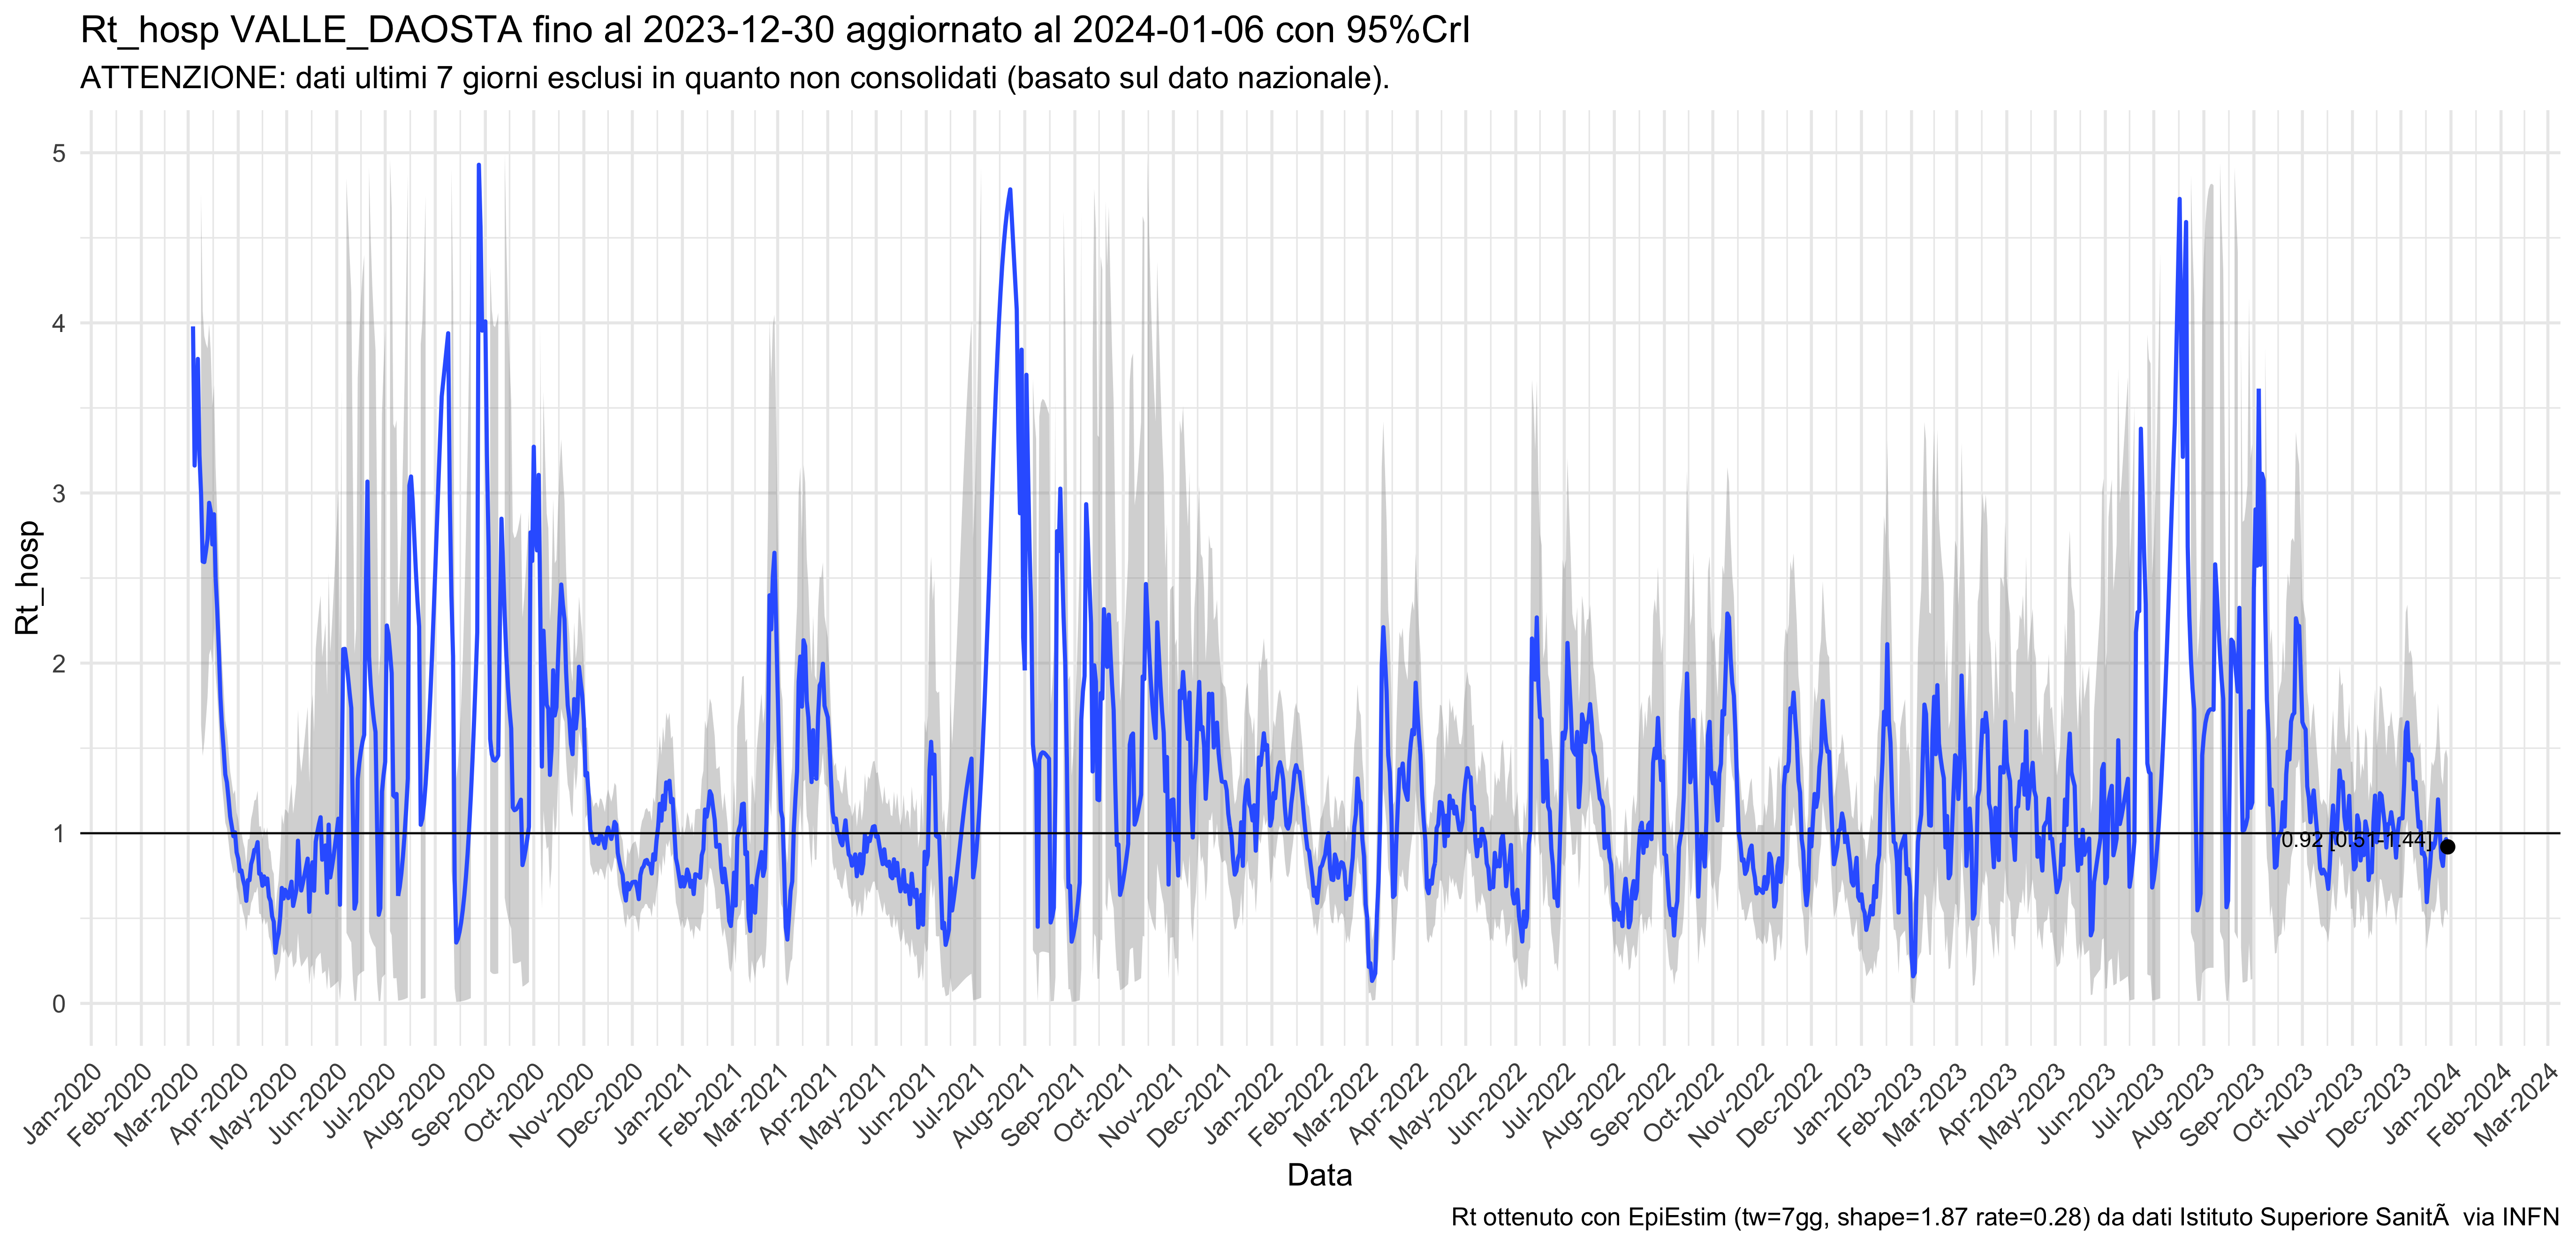 Rt_hosp VALLE_DAOSTA fino al 2023-12-30 aggiornato al 2024-01-06 con 95%CrI
ATTENZIONE: dati ultimi 7 giorni esclusi in quanto non consolidati (basato sul dato nazionale).
5
4
3
2
1
0
Rt_hosp
0.92 [0.51-1.44]
Jan-2020
Feb-2020
Mar-2020
Apr-2020
May-2020
Jun-2020
Jul-2020
Aug-2020
Sep-2020
Oct-2020
Nov-2020
Dec-2020
Jan-2021
Feb-2021
Mar-2021
Apr-2021
May-2021
Jun-2021
Jul-2021
Aug-2021
Sep-2021
Oct-2021
Nov-2021
Dec-2021
Jan-2022
Feb-2022
Mar-2022
Apr-2022
May-2022
Jun-2022
Jul-2022
Aug-2022
Sep-2022
Oct-2022
Nov-2022
Dec-2022
Jan-2023
Feb-2023
Mar-2023
Apr-2023
May-2023
Jun-2023
Jul-2023
Aug-2023
Sep-2023
Oct-2023
Nov-2023
Dec-2023
Jan-2024
Feb-2024
Mar-2024
Data
Rt ottenuto con EpiEstim (tw=7gg, shape=1.87 rate=0.28) da dati Istituto Superiore SanitÃ  via INFN